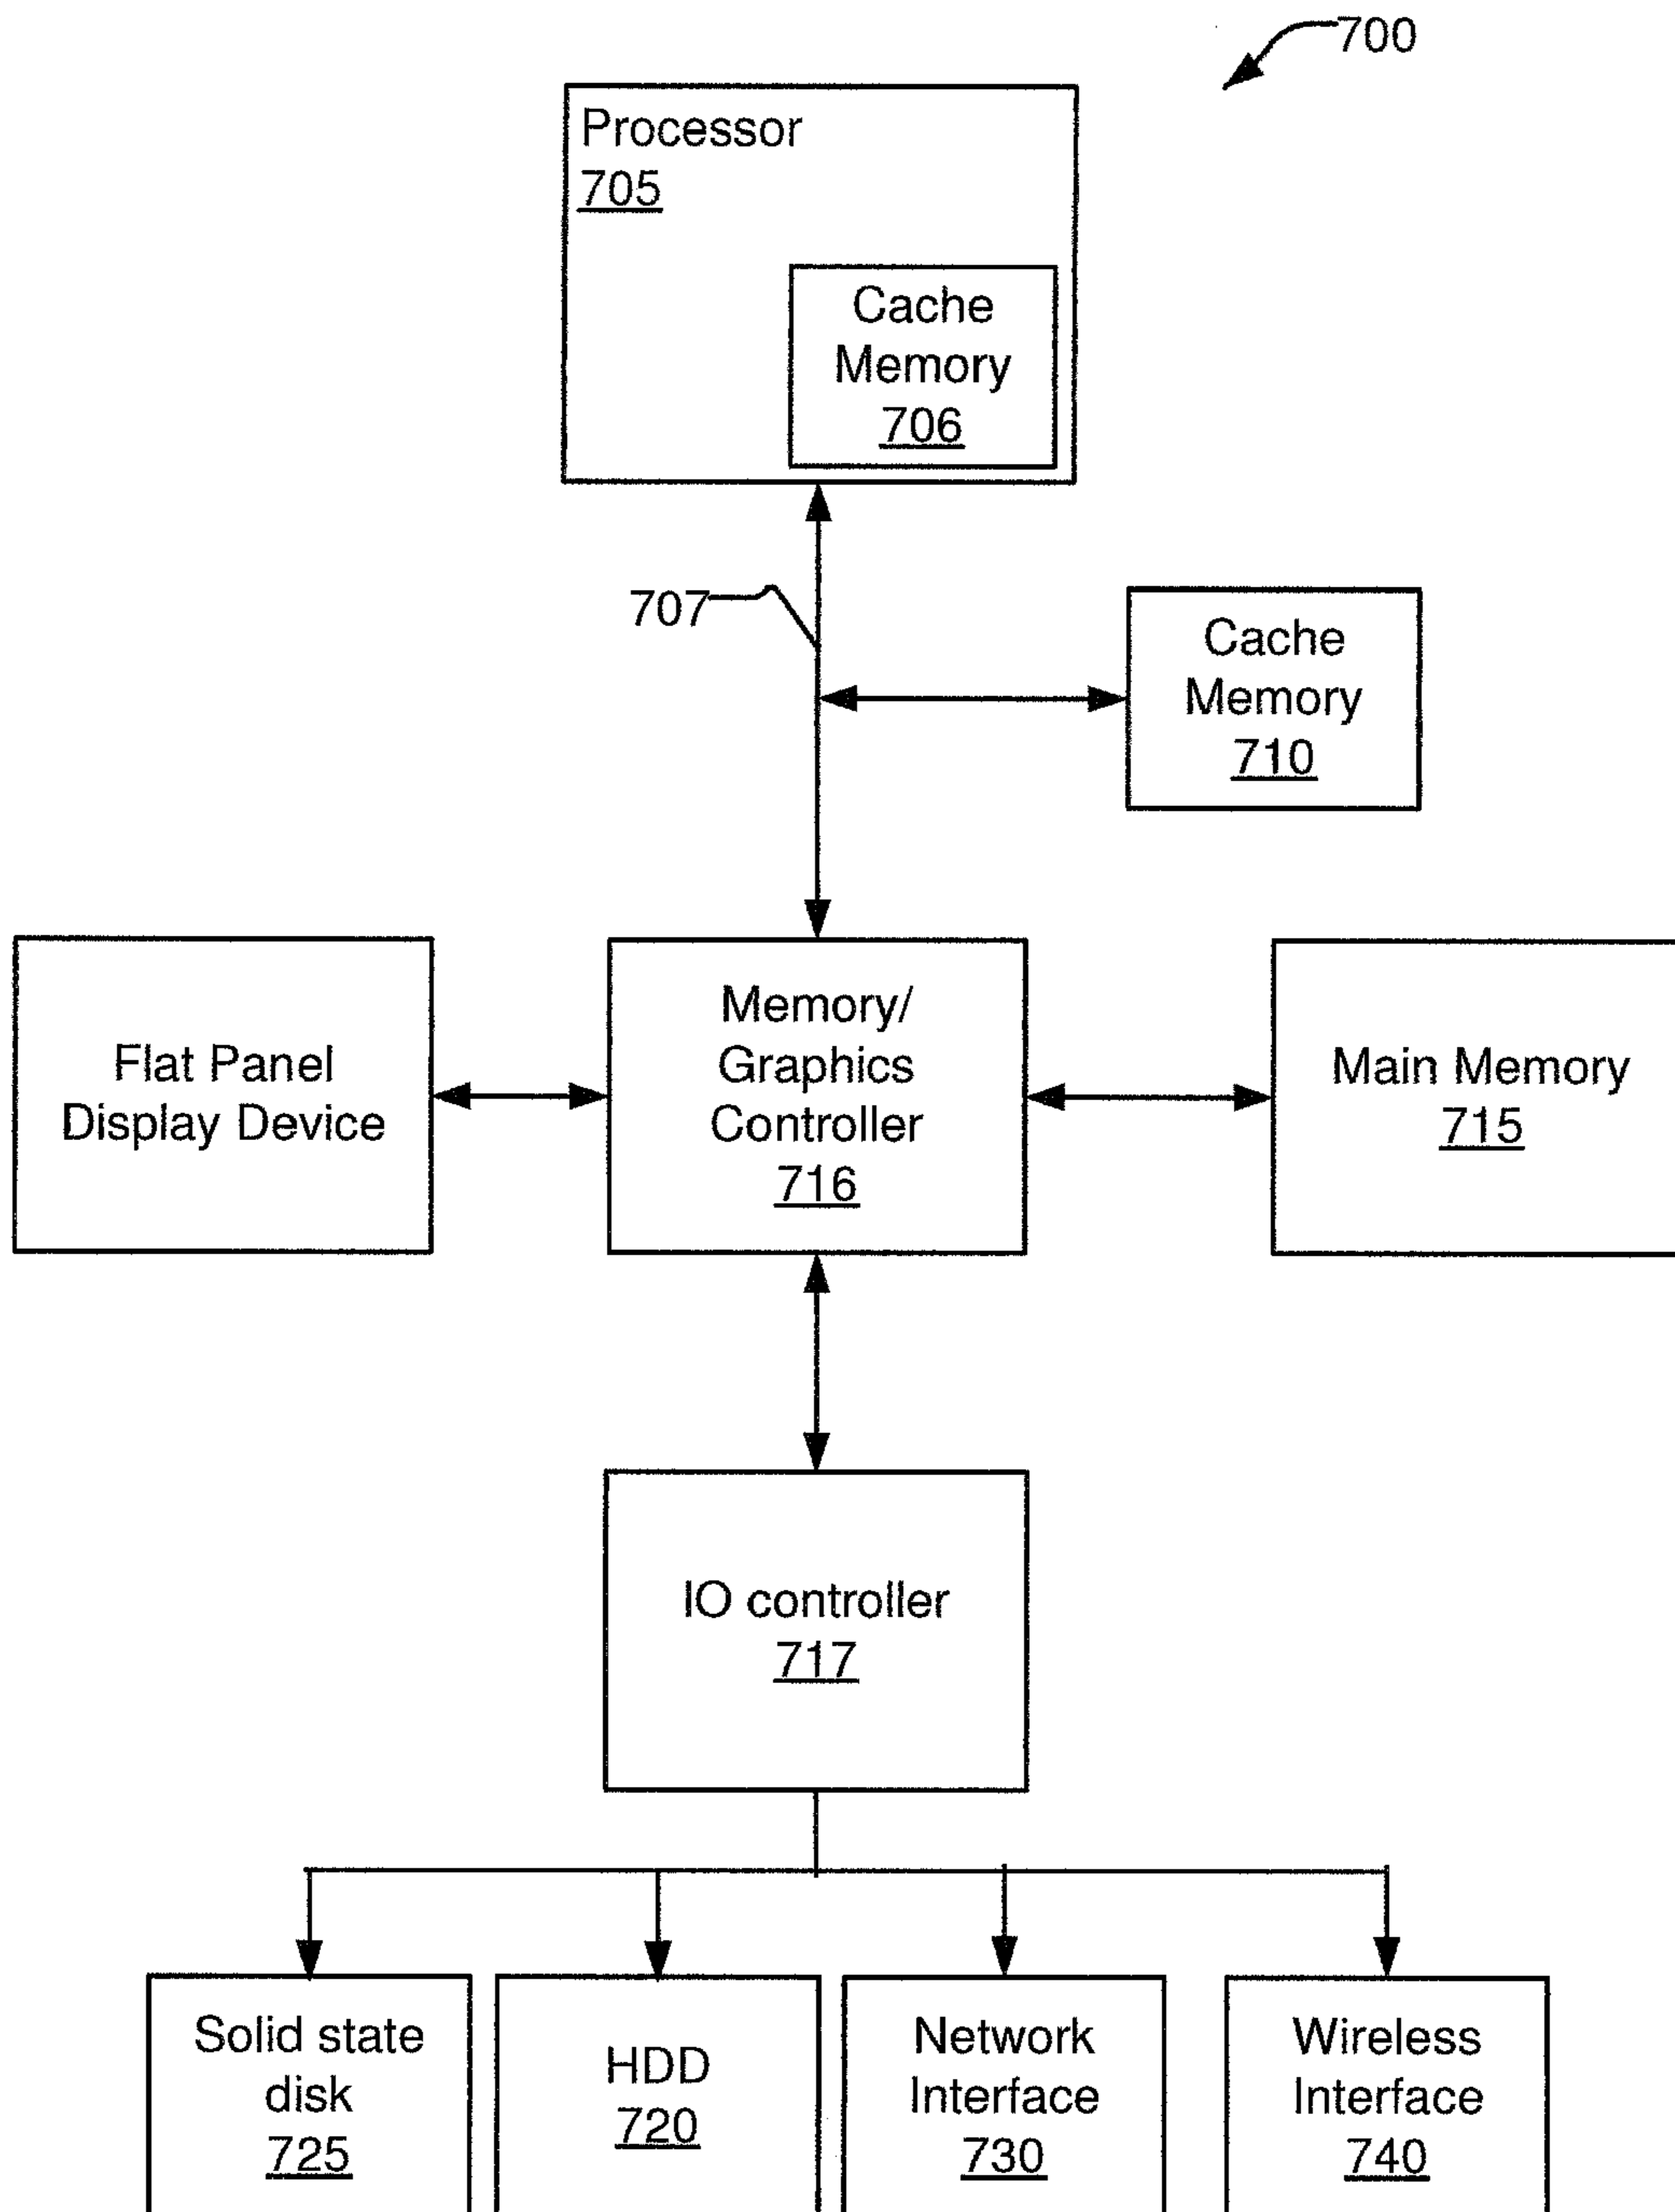 700
Processor
705
Cache
Memory
706
707
Cache
Memory
710
Flat Panel
Display Device
Memory/
Graphics
Controller
716
Main Memory
715
IO controller
717
Solid state
disk
725
HDD
720
Network
Interface
730
Wireless
Interface
740